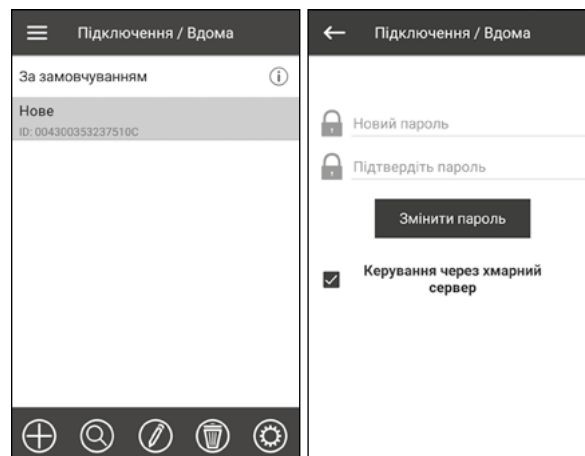 Підключення / Вдома
За замовчуванням
Нове
ID: 004300353237510C
Підключення / Вдома
Новий пароль
Підтвердіть пароль
Змінити пароль
Керування через хмарний
сервер